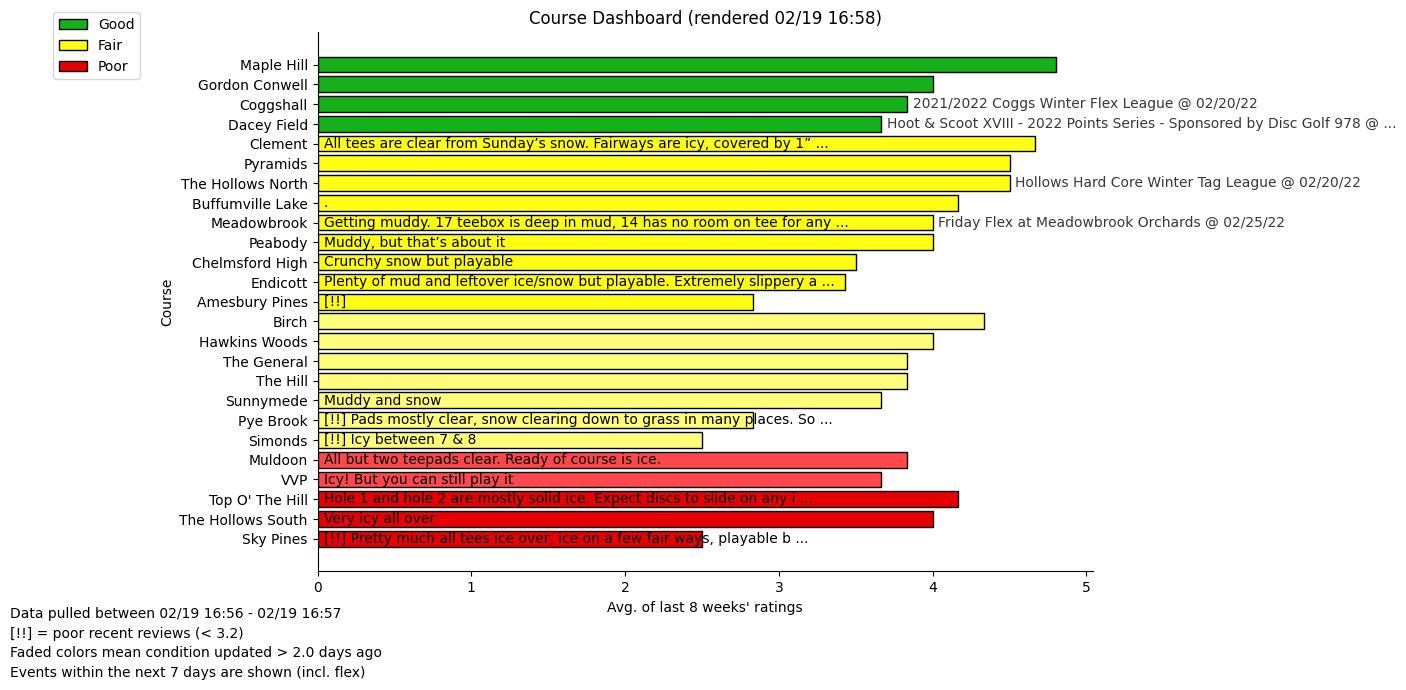 Course Dashboard (rendered 02/19 16:58)
Good
Fair
Poor
Course
Maple Hill
Gordon Conwell
Coggshall 2021/2022 Coggs Winter Flex League @ 02/20/22
Dacey Field Hoot & Scoot XVIII - 2022 Points Series - Sponsored by Disc Golf 978 @ ...
Clement All tees are clear from Sunday’s snow. Fairways are icy, covered by 1” ...
Pyramids
The Hollows North Hollows Hard Core Winter Tag League @ 02/20/22
Buffumville Lake .
Meadowbrook Getting muddy. 17 teebox is deep in mud, 14 has no room on tee for any ... Friday Flex at Meadowbrook Orchards @ 02/25/22
Peabody Muddy, but that’s about it
Chelmsford High Crunchy snow but playable
Endicott Plenty of mud and leftover ice/snow but playable. Extremely slippery a ...
Amesbury Pines [!!]
Birch
Hawkins Woods
The General
The Hill
Sunnymede Muddy and snow
Pye Brook [!!] Pads mostly clear, snow clearing down to grass in many places. So ...
Simonds [!!] Icy between 7 & 8
Muldoon All but two teepads clear. Ready of course is ice.
VVP Icy! But you can still play it
Top O' The Hill Hole 1 and hole 2 are mostly solid ice. Expect discs to slide on any i ...
The Hollows South Very icy all over
Sky Pines [!!] Pretty much all tees ice over, ice on a few fair ways, playable b ...
0 1 2 3 4 5
Avg. of last 8 weeks' ratings
Data pulled between 02/19 16:56 - 02/19 16:57
[!!] = poor recent reviews (< 3.2)
Faded colors mean condition updated > 2.0 days ago
Events within the next 7 days are shown (incl. flex)